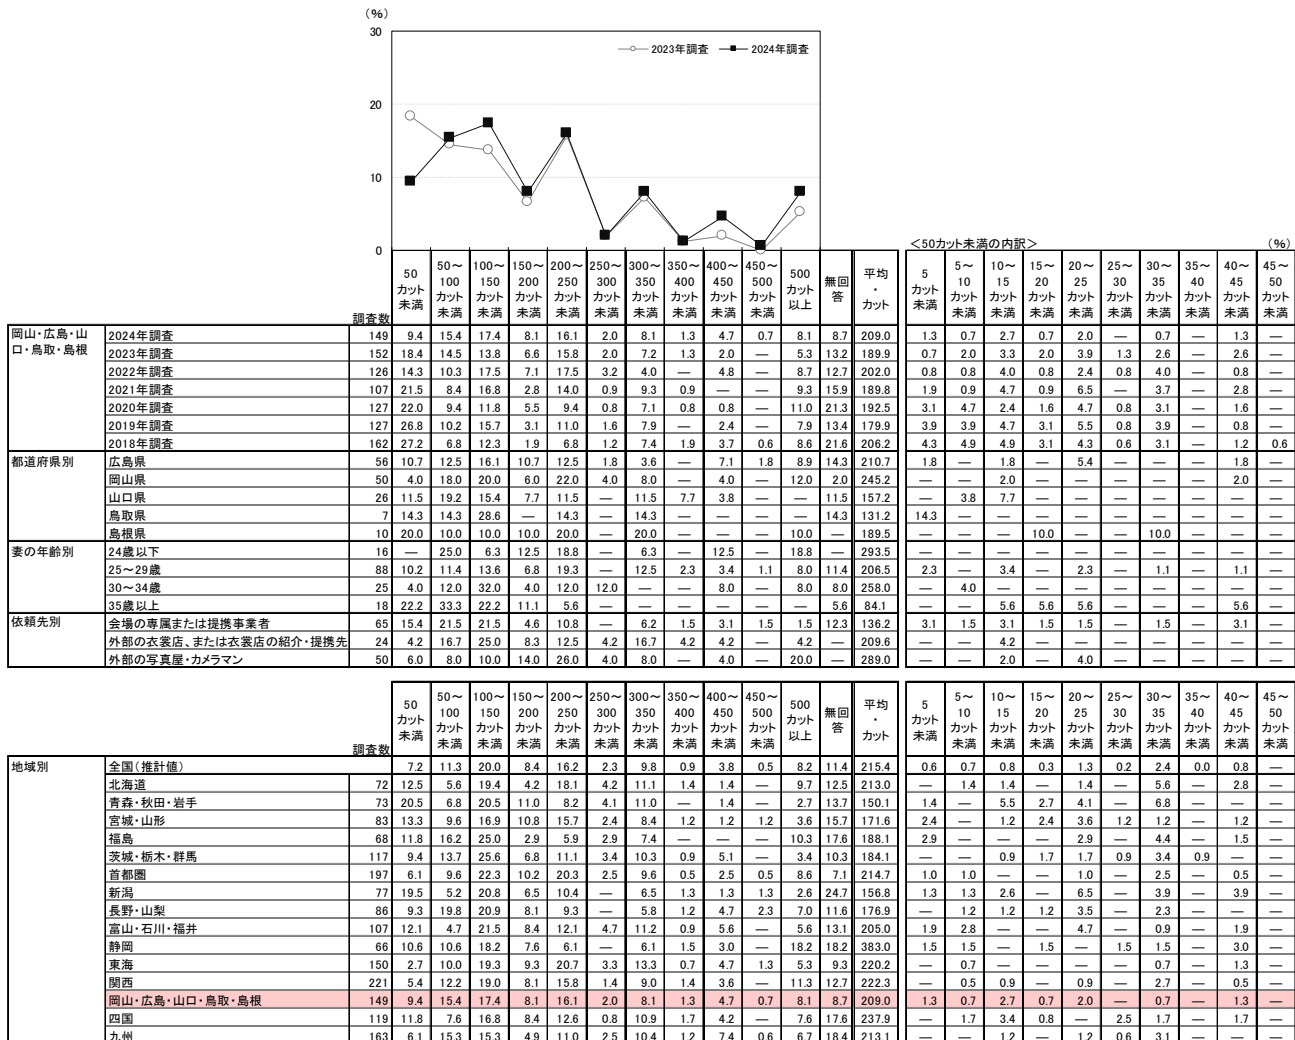 (%)
30
20
10
0
2023年調査 2024年調査
<50カット未満の内訳> (%)
調査数 50カット未満 50～100カット未満 100～150カット未満 150～200カット未満 200～250カット未満 250～300カット未満 300～350カット未満 350～400カット未満 400～450カット未満 450～500カット未満 500カット以上 無回答 平均・カット 5カット未満 5～10カット未満 10～15カット未満 15～20カット未満 20～25カット未満 25～30カット未満 30～35カット未満 35～40カット未満 40～45カット未満 45～50カット未満
岡山・広島・山口・鳥取・島根 2024年調査 149 9.4 15.4 17.4 8.1 16.1 2.0 8.1 1.3 4.7 0.7 8.1 8.7 209.0 1.3 0.7 2.7 0.7 2.0 — 0.7 — 1.3 —
2023年調査 152 18.4 14.5 13.8 6.6 15.8 2.0 7.2 1.3 2.0 — 5.3 13.2 189.9 0.7 2.0 3.3 2.0 3.9 1.3 2.6 — 2.6 —
2022年調査 126 14.3 10.3 17.5 7.1 17.5 3.2 4.0 — 4.8 — 8.7 12.7 202.0 0.8 0.8 4.0 0.8 2.4 0.8 4.0 — 0.8 —
2021年調査 107 21.5 8.4 16.8 2.8 14.0 0.9 9.3 0.9 — — 9.3 15.9 189.8 1.9 0.9 4.7 0.9 6.5 — 3.7 — 2.8 —
2020年調査 127 22.0 9.4 11.8 5.5 9.4 0.8 7.1 0.8 0.8 — 11.0 21.3 192.5 3.1 4.7 2.4 1.6 4.7 0.8 3.1 — 1.6 —
2019年調査 127 26.8 10.2 15.7 3.1 11.0 1.6 7.9 — 2.4 — 7.9 13.4 179.9 3.9 3.9 4.7 3.1 5.5 0.8 3.9 — 0.8 —
2018年調査 162 27.2 6.8 12.3 1.9 6.8 1.2 7.4 1.9 3.7 0.6 8.6 21.6 206.2 4.3 4.9 4.9 3.1 4.3 0.6 3.1 — 1.2 0.6
都道府県別 広島県 56 10.7 12.5 16.1 10.7 12.5 1.8 3.6 — 7.1 1.8 8.9 14.3 210.7 1.8 — 1.8 — 5.4 — — — 1.8 —
岡山県 50 4.0 18.0 20.0 6.0 22.0 4.0 8.0 — 4.0 — 12.0 2.0 245.2 — — 2.0 — — — — — 2.0 —
山口県 26 11.5 19.2 15.4 7.7 11.5 — 11.5 7.7 3.8 — — 11.5 157.2 — 3.8 7.7 — — — — — — —
鳥取県 7 14.3 14.3 28.6 — 14.3 — 14.3 — — — — 14.3 131.2 14.3 — — — — — — — — —
島根県 10 20.0 10.0 10.0 10.0 20.0 — 20.0 — — — 10.0 — 189.5 — — — 10.0 — — 10.0 — — —
妻の年齢別 24歳以下 16 — 25.0 6.3 12.5 18.8 — 6.3 — 12.5 — 18.8 — 293.5 — — — — — — — — — —
25～29歳 88 10.2 11.4 13.6 6.8 19.3 — 12.5 2.3 3.4 1.1 8.0 11.4 206.5 2.3 — 3.4 — 2.3 — 1.1 — 1.1 —
30～34歳 25 4.0 12.0 32.0 4.0 12.0 12.0 — — 8.0 — 8.0 8.0 258.0 — 4.0 — — — — — — — —
35歳以上 18 22.2 33.3 22.2 11.1 5.6 — — — — — — 5.6 84.1 — — 5.6 5.6 5.6 — — — 5.6 —
依頼先別 会場の専属または提携事業者 65 15.4 21.5 21.5 4.6 10.8 — 6.2 1.5 3.1 1.5 1.5 12.3 136.2 3.1 1.5 3.1 1.5 1.5 — 1.5 — 3.1 —
外部の衣裳店、または衣裳店の紹介・提携先 24 4.2 16.7 25.0 8.3 12.5 4.2 16.7 4.2 4.2 — 4.2 — 209.6 — — 4.2 — — — — — — —
外部の写真屋・カメラマン 50 6.0 8.0 10.0 14.0 26.0 4.0 8.0 — 4.0 — 20.0 — 289.0 — — 2.0 — 4.0 — — — — —
調査数 50カット未満 50～100カット未満 100～150カット未満 150～200カット未満 200～250カット未満 250～300カット未満 300～350カット未満 350～400カット未満 400～450カット未満 450～500カット未満 500カット以上 無回答 平均・カット 5カット未満 5～10カット未満 10～15カット未満 15～20カット未満 20～25カット未満 25～30カット未満 30～35カット未満 35～40カット未満 40～45カット未満 45～50カット未満
地域別 全国(推計値) 7.2 11.3 20.0 8.4 16.2 2.3 9.8 0.9 3.8 0.5 8.2 11.4 215.4 0.6 0.7 0.8 0.3 1.3 0.2 2.4 0.0 0.8 —
北海道 72 12.5 5.6 19.4 4.2 18.1 4.2 11.1 1.4 1.4 — 9.7 12.5 213.0 — 1.4 1.4 — 1.4 — 5.6 — 2.8 —
青森・秋田・岩手 73 20.5 6.8 20.5 11.0 8.2 4.1 11.0 — 1.4 — 2.7 13.7 150.1 1.4 — 5.5 2.7 4.1 — 6.8 — — —
宮城・山形 83 13.3 9.6 16.9 10.8 15.7 2.4 8.4 1.2 1.2 1.2 3.6 15.7 171.6 2.4 — 1.2 2.4 3.6 1.2 1.2 — 1.2 —
福島 68 11.8 16.2 25.0 2.9 5.9 2.9 7.4 — — — 10.3 17.6 188.1 2.9 — — — 2.9 — 4.4 — 1.5 —
茨城・栃木・群馬 117 9.4 13.7 25.6 6.8 11.1 3.4 10.3 0.9 5.1 — 3.4 10.3 184.1 — — 0.9 1.7 1.7 0.9 3.4 0.9 — —
首都圏 197 6.1 9.6 22.3 10.2 20.3 2.5 9.6 0.5 2.5 0.5 8.6 7.1 214.7 1.0 1.0 — — 1.0 — 2.5 — 0.5 —
新潟 77 19.5 5.2 20.8 6.5 10.4 — 6.5 1.3 1.3 1.3 2.6 24.7 156.8 1.3 1.3 2.6 — 6.5 — 3.9 — 3.9 —
長野・山梨 86 9.3 19.8 20.9 8.1 9.3 — 5.8 1.2 4.7 2.3 7.0 11.6 176.9 — 1.2 1.2 1.2 3.5 — 2.3 — — —
富山・石川・福井 107 12.1 4.7 21.5 8.4 12.1 4.7 11.2 0.9 5.6 — 5.6 13.1 205.0 1.9 2.8 — — 4.7 — 0.9 — 1.9 —
静岡 66 10.6 10.6 18.2 7.6 6.1 — 6.1 1.5 3.0 — 18.2 18.2 383.0 1.5 1.5 — 1.5 — 1.5 1.5 — 3.0 —
東海 150 2.7 10.0 19.3 9.3 20.7 3.3 13.3 0.7 4.7 1.3 5.3 9.3 220.2 — 0.7 — — — — 0.7 — 1.3 —
関西 221 5.4 12.2 19.0 8.1 15.8 1.4 9.0 1.4 3.6 — 11.3 12.7 222.3 — 0.5 0.9 — 0.9 — 2.7 — 0.5 —
岡山・広島・山口・鳥取・島根 149 9.4 15.4 17.4 8.1 16.1 2.0 8.1 1.3 4.7 0.7 8.1 8.7 209.0 1.3 0.7 2.7 0.7 2.0 — 0.7 — 1.3 —
四国 119 11.8 7.6 16.8 8.4 12.6 0.8 10.9 1.7 4.2 — 7.6 17.6 237.9 — 1.7 3.4 0.8 — 2.5 1.7 — 1.7 —
九州 163 6.1 15.3 15.3 4.9 11.0 2.5 10.4 1.2 7.4 0.6 6.7 18.4 213.1 — — 1.2 — 1.2 0.6 3.1 — — —